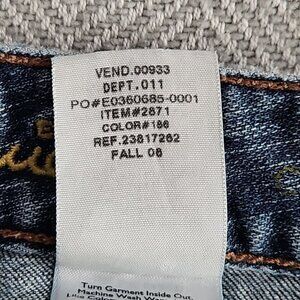 VEND.00933
DEPT.011
PO#E0360685-0001
ITEM#2871
COLOR#186
REF.23817262
FALL 06
Turn Garment Inside Out
Machine Wash